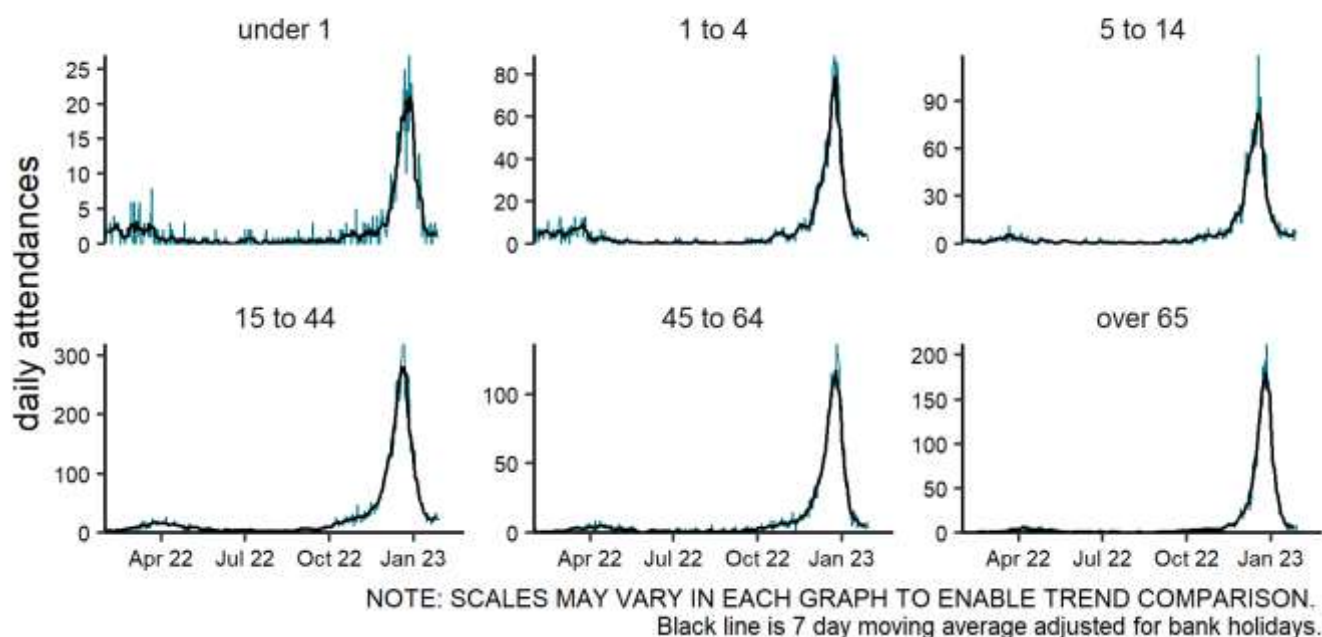 under 1
1 to 4
5 to 14
25
20
15
10
5
0
80
60
40
20
0
90
60
30
0
daily attendances
15 to 44
45 to 64
over 65
300
200
100
0
100
50
0
200
150
100
50
0
Apr 22 Jul 22 Oct 22 Jan 23
Apr 22 Jul 22 Oct 22 Jan 23
Apr 22 Jul 22 Oct 22 Jan 23
NOTE: SCALES MAY VARY IN EACH GRAPH TO ENABLE TREND COMPARISON.
Black line is 7 day moving average adjusted for bank holidays.